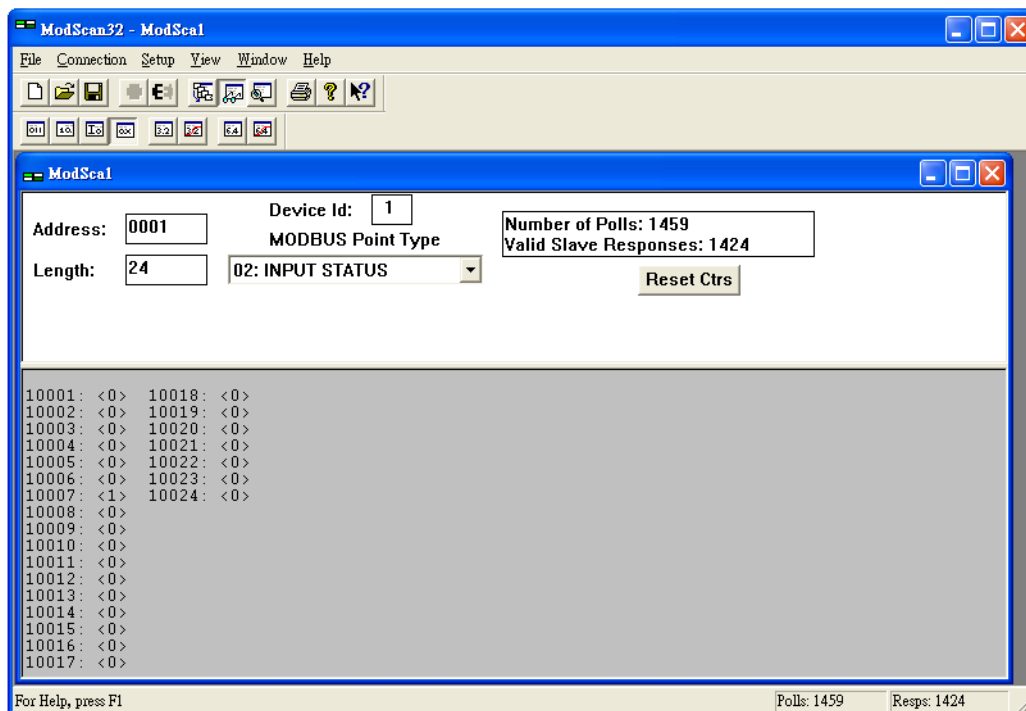 ModScan32 - ModSca1
File Connection Setup View Window Help
ModSca1
Address: 0001
Device Id: 1
MODBUS Point Type
Length: 24
02: INPUT STATUS
Number of Polls: 1459
Valid Slave Responses: 1424
Reset Ctrs
10001: <0> 10018: <0>
10002: <0> 10019: <0>
10003: <0> 10020: <0>
10004: <0> 10021: <0>
10005: <0> 10022: <0>
10006: <0> 10023: <0>
10007: <1> 10024: <0>
10008: <0>
10009: <0>
10010: <0>
10011: <0>
10012: <0>
10013: <0>
10014: <0>
10015: <0>
10016: <0>
10017: <0>
For Help, press F1
Polls: 1459
Resps: 1424